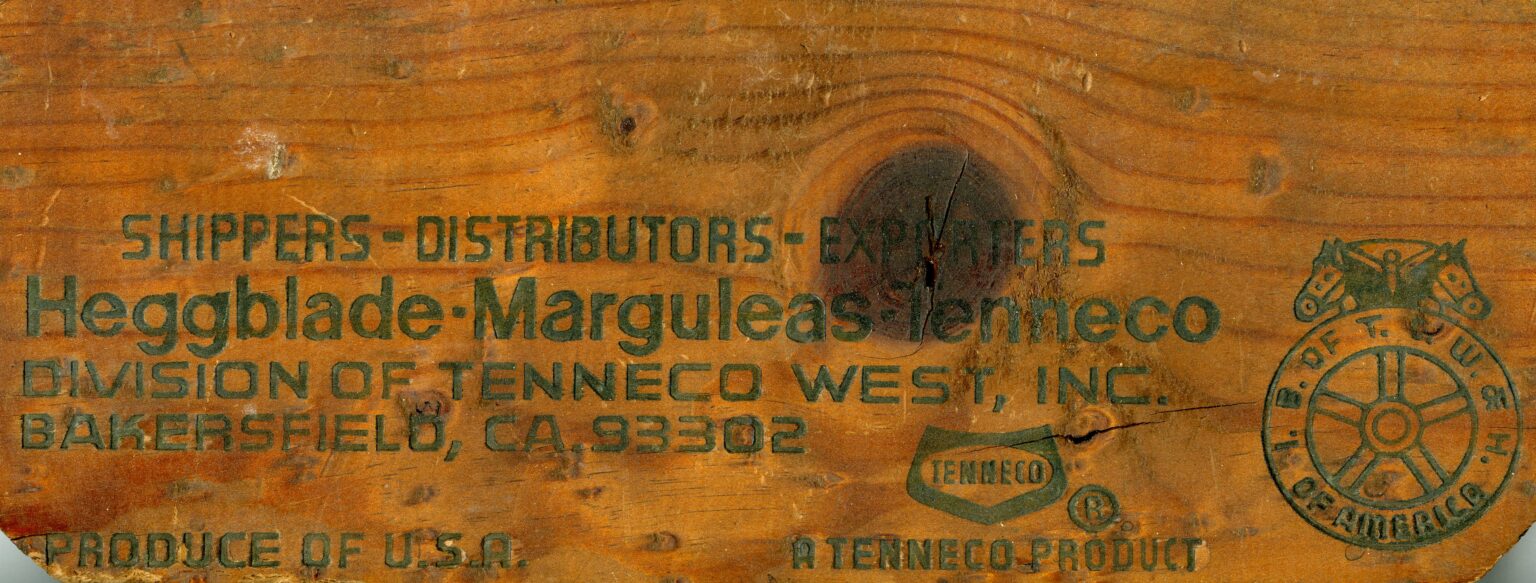 SHIPPERS-DISTRIBUTORS-EXPORTERS
Heggblade·Marguleas·Tenneco
DIVISION OF TENNECO WEST, INC.
BAKERSFIELD, CA. 93302
TENNECO
®
PRODUCE OF U.S.A.
A TENNECO PRODUCT
I. B. OF T. C. W. & H.
OF AMERICA